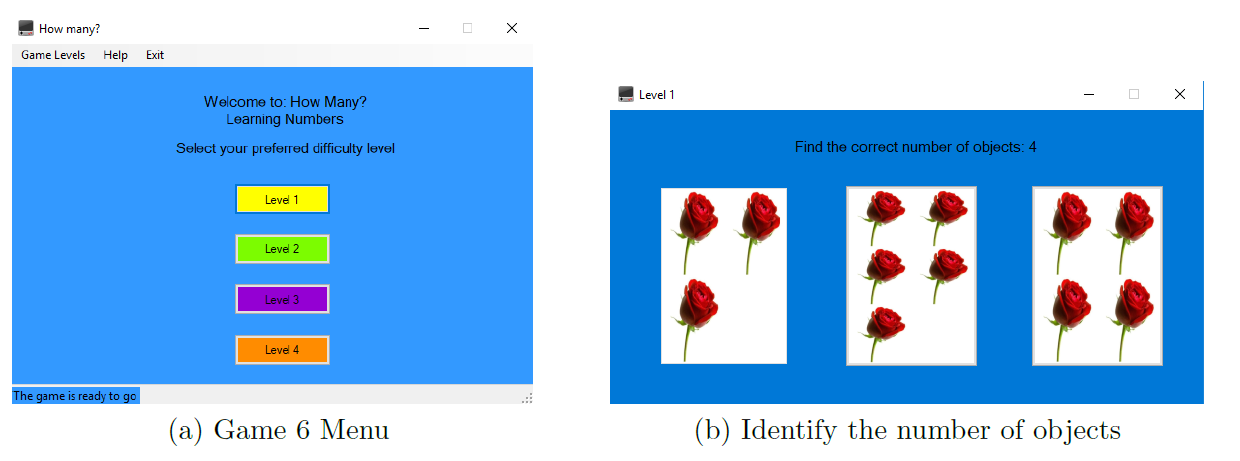 How many?
Game Levels Help Exit
Welcome to: How Many?
Learning Numbers
Select your preferred difficulty level
Level 1
Level 2
Level 3
Level 4
The game is ready to go
(a) Game 6 Menu
Level 1
Find the correct number of objects: 4
(b) Identify the number of objects